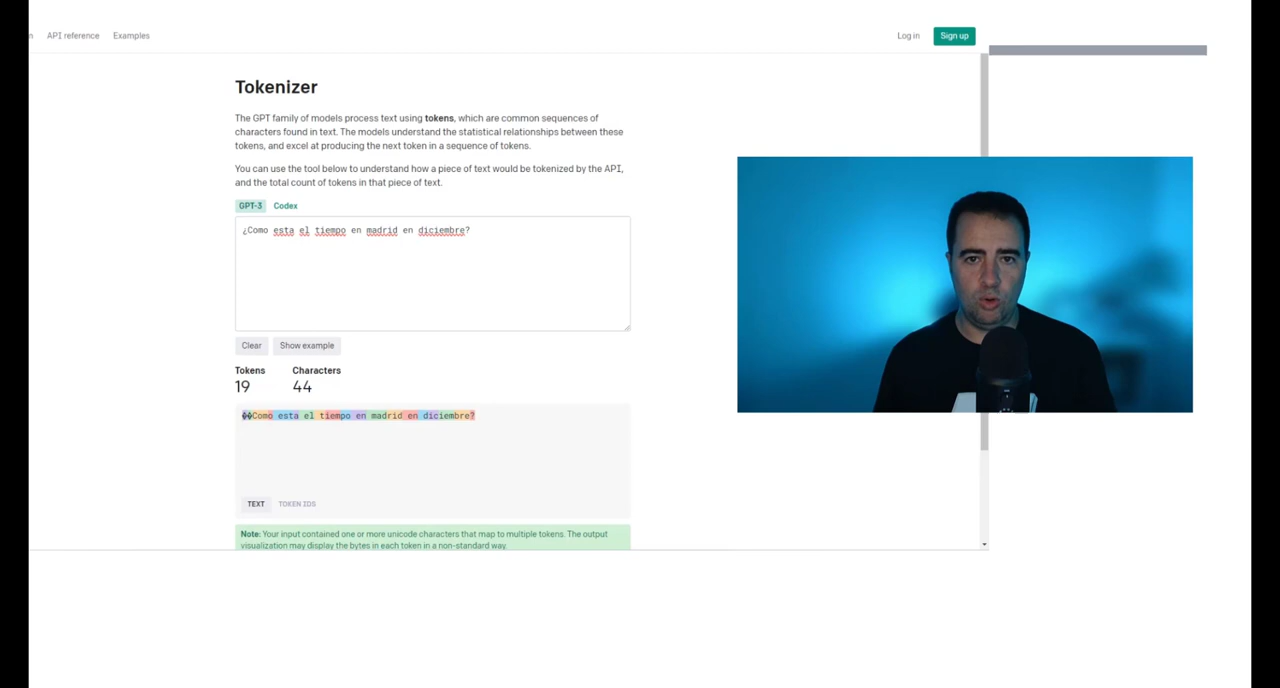 API reference Examples Log in Sign up
Tokenizer
The GPT family of models process text using tokens, which are common sequences of
characters found in text. The models understand the statistical relationships between these
tokens, and excel at producing the next token in a sequence of tokens.
You can use the tool below to understand how a piece of text would be tokenized by the API,
and the total count of tokens in that piece of text.
GPT-3 Codex
¿Como esta el tiempo en madrid en diciembre?
Clear Show example
Tokens Characters
19 44
��Como esta el tiempo en madrid en diciembre?
TEXT TOKEN IDS
Note: Your input contained one or more unicode characters that map to multiple tokens. The output
visualization may display the bytes in each token in a non-standard way.